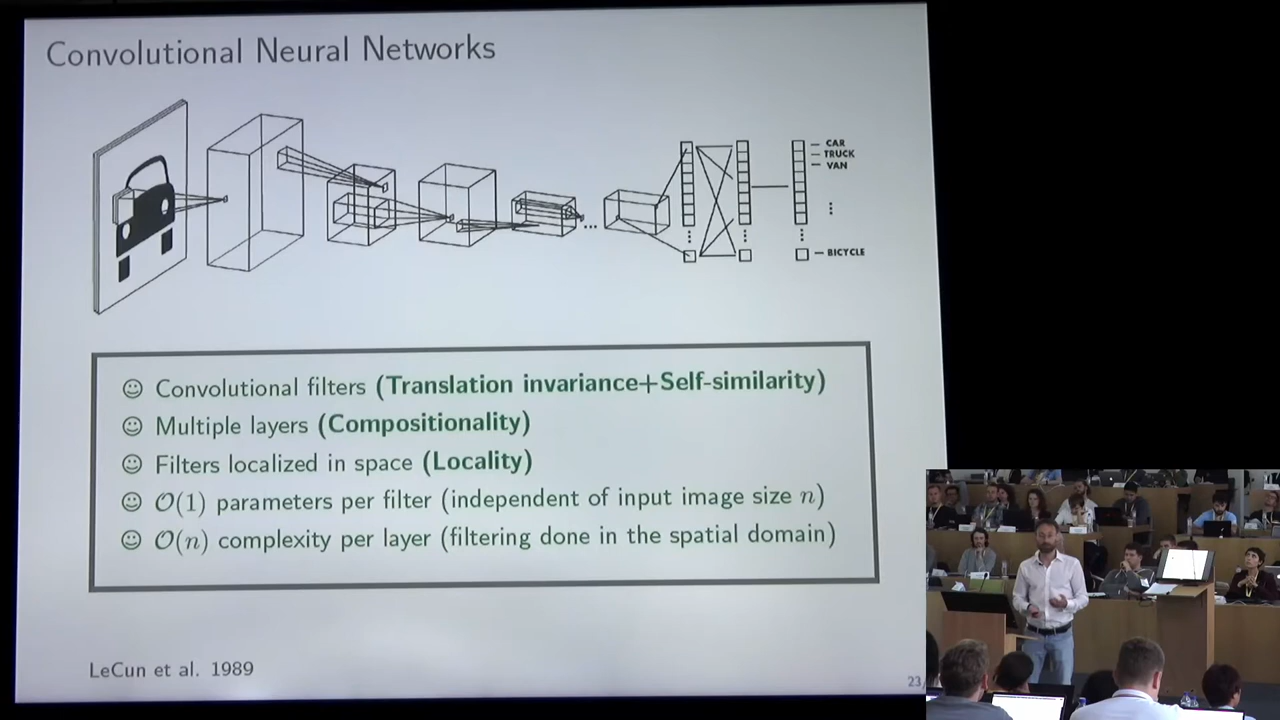 Convolutional Neural Networks
CAR
TRUCK
VAN
...
BICYCLE
☺ Convolutional filters (Translation invariance+Self-similarity)
☺ Multiple layers (Compositionality)
☺ Filters localized in space (Locality)
☺ O(1) parameters per filter (independent of input image size n)
☺ O(n) complexity per layer (filtering done in the spatial domain)
LeCun et al. 1989
23/